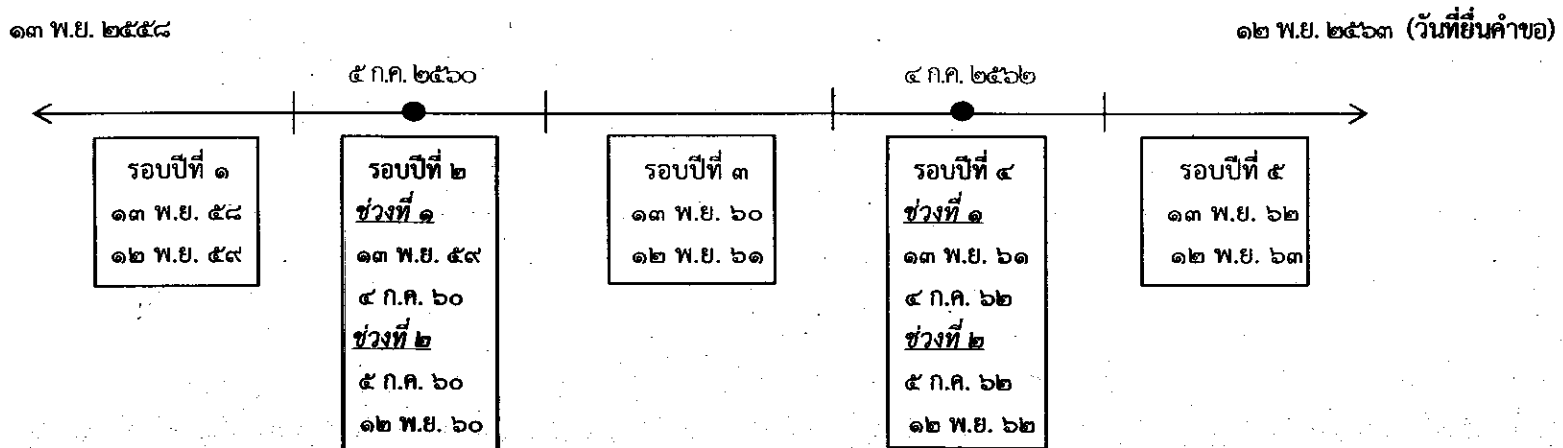 ๑๓ พ.ย. ๒๕๕๘
๑๒ พ.ย. ๒๕๖๓ (วันที่ยื่นคำขอ)
๕ ก.ค. ๒๕๖๐
๔ ก.ค. ๒๕๖๒
รอบปีที่ ๑
๑๓ พ.ย. ๕๘
๑๒ พ.ย. ๕๙
รอบปีที่ ๒
ช่วงที่ ๑
๑๓ พ.ย. ๕๙
๔ ก.ค. ๖๐
ช่วงที่ ๒
๕ ก.ค. ๖๐
๑๒ พ.ย. ๖๐
รอบปีที่ ๓
๑๓ พ.ย. ๖๐
๑๒ พ.ย. ๖๑
รอบปีที่ ๔
ช่วงที่ ๑
๑๓ พ.ย. ๖๑
๔ ก.ค. ๖๒
ช่วงที่ ๒
๕ ก.ค. ๖๒
๑๒ พ.ย. ๖๒
รอบปีที่ ๕
๑๓ พ.ย. ๖๒
๑๒ พ.ย. ๖๓